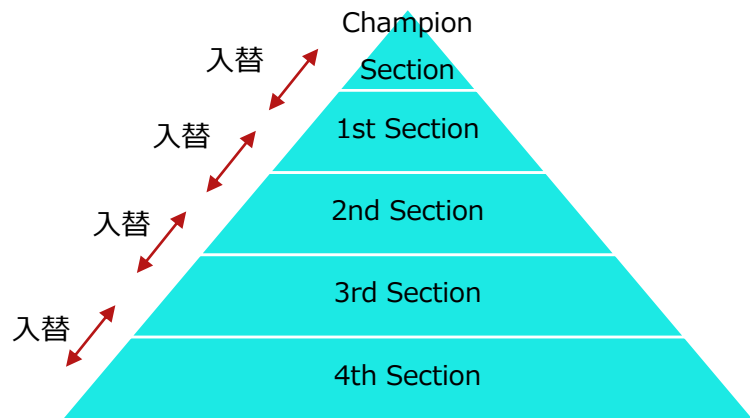 Champion
Section
入替
1st Section
入替
2nd Section
入替
3rd Section
入替
4th Section